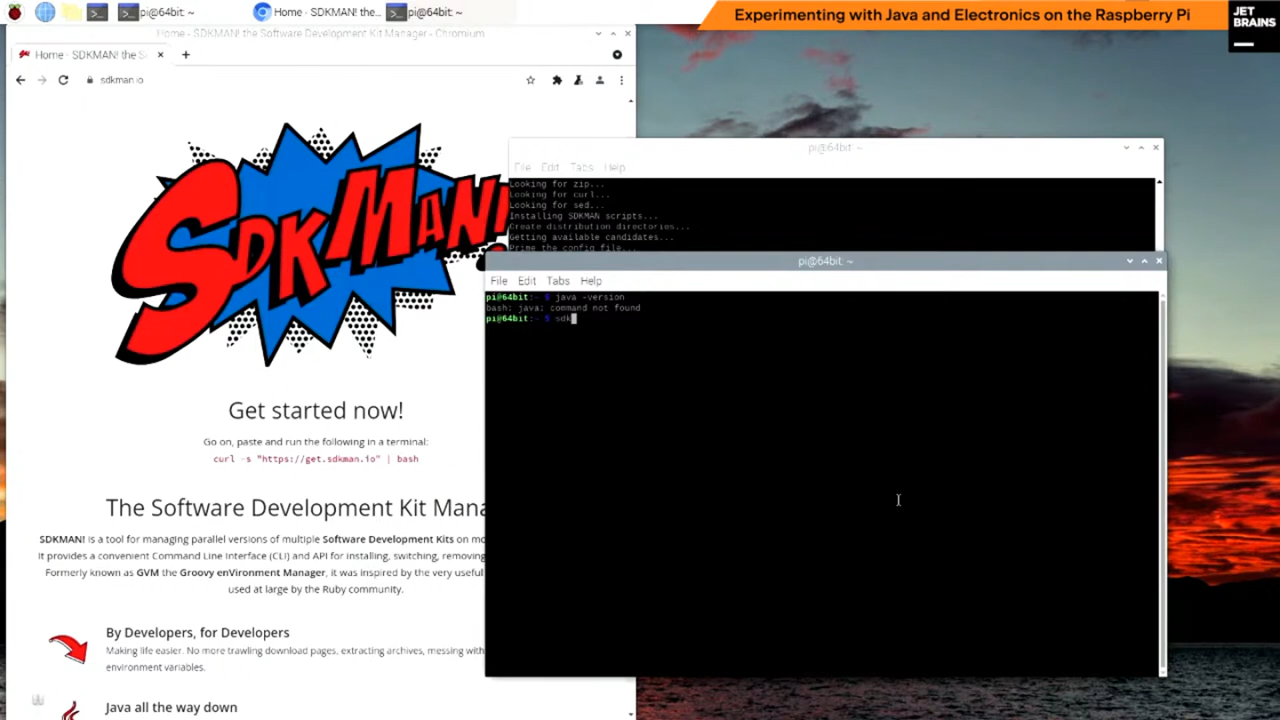 pi@64bit: ~
Home - SDKMAN! the...
pi@64bit: ~
Experimenting with Java and Electronics on the Raspberry Pi
JET
BRAINS
Home - SDKMAN! the Software Development Kit Manager - Chromium
Home - SDKMAN! the S
sdkman.io
SDKMAN!
Get started now!
Go on, paste and run the following in a terminal:
curl -s "https://get.sdkman.io" | bash
The Software Development Kit Mana
SDKMAN! is a tool for managing parallel versions of multiple Software Development Kits on mo
It provides a convenient Command Line Interface (CLI) and API for installing, switching, removing
Formerly known as GVM the Groovy enVironment Manager, it was inspired by the very useful
used at large by the Ruby community.
By Developers, for Developers
Making life easier. No more trawling download pages, extracting archives, messing with
environment variables.
Java all the way down
pi@64bit: ~
File Edit Tabs Help
Looking for zip...
Looking for curl...
Looking for sed...
Installing SDKMAN scripts...
Create distribution directories...
Getting available candidates...
Prime the config file...
pi@64bit: ~
File Edit Tabs Help
pi@64bit:~ $ java -version
bash: java: command not found
pi@64bit:~ $ sdk